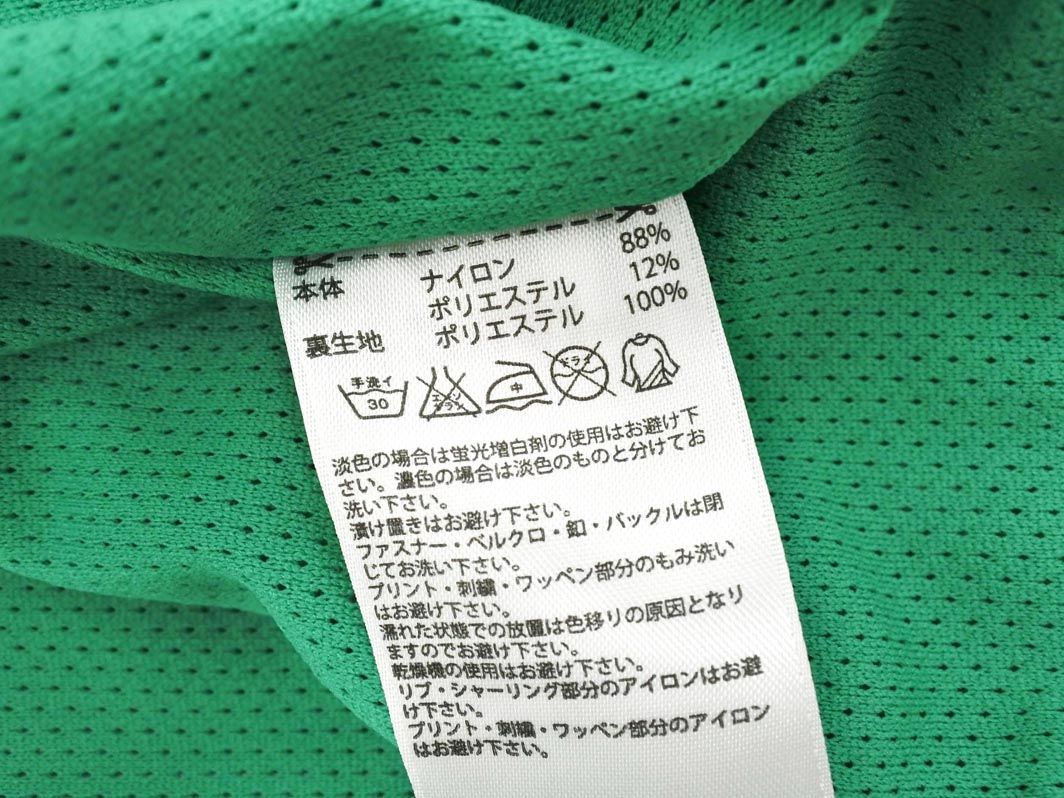 本体 ナイロン 88%
ポリエステル 12%
裏生地 ポリエステル 100%
手洗イ 30 エンソサラシ 中 ドライ
淡色の場合は蛍光増白剤の使用はお避け下
さい。濃色の場合は淡色のものと分けてお
洗い下さい。
漬け置きはお避け下さい。
ファスナー・ベルクロ・釦・バックルは閉
じてお洗い下さい。
プリント・刺繍・ワッペン部分のもみ洗い
はお避け下さい。
濡れた状態での放置は色移りの原因となり
ますのでお避け下さい。
乾燥機の使用はお避け下さい。
リブ・シャーリング部分のアイロンはお避
け下さい。
プリント・刺繍・ワッペン部分のアイロン
はお避け下さい。